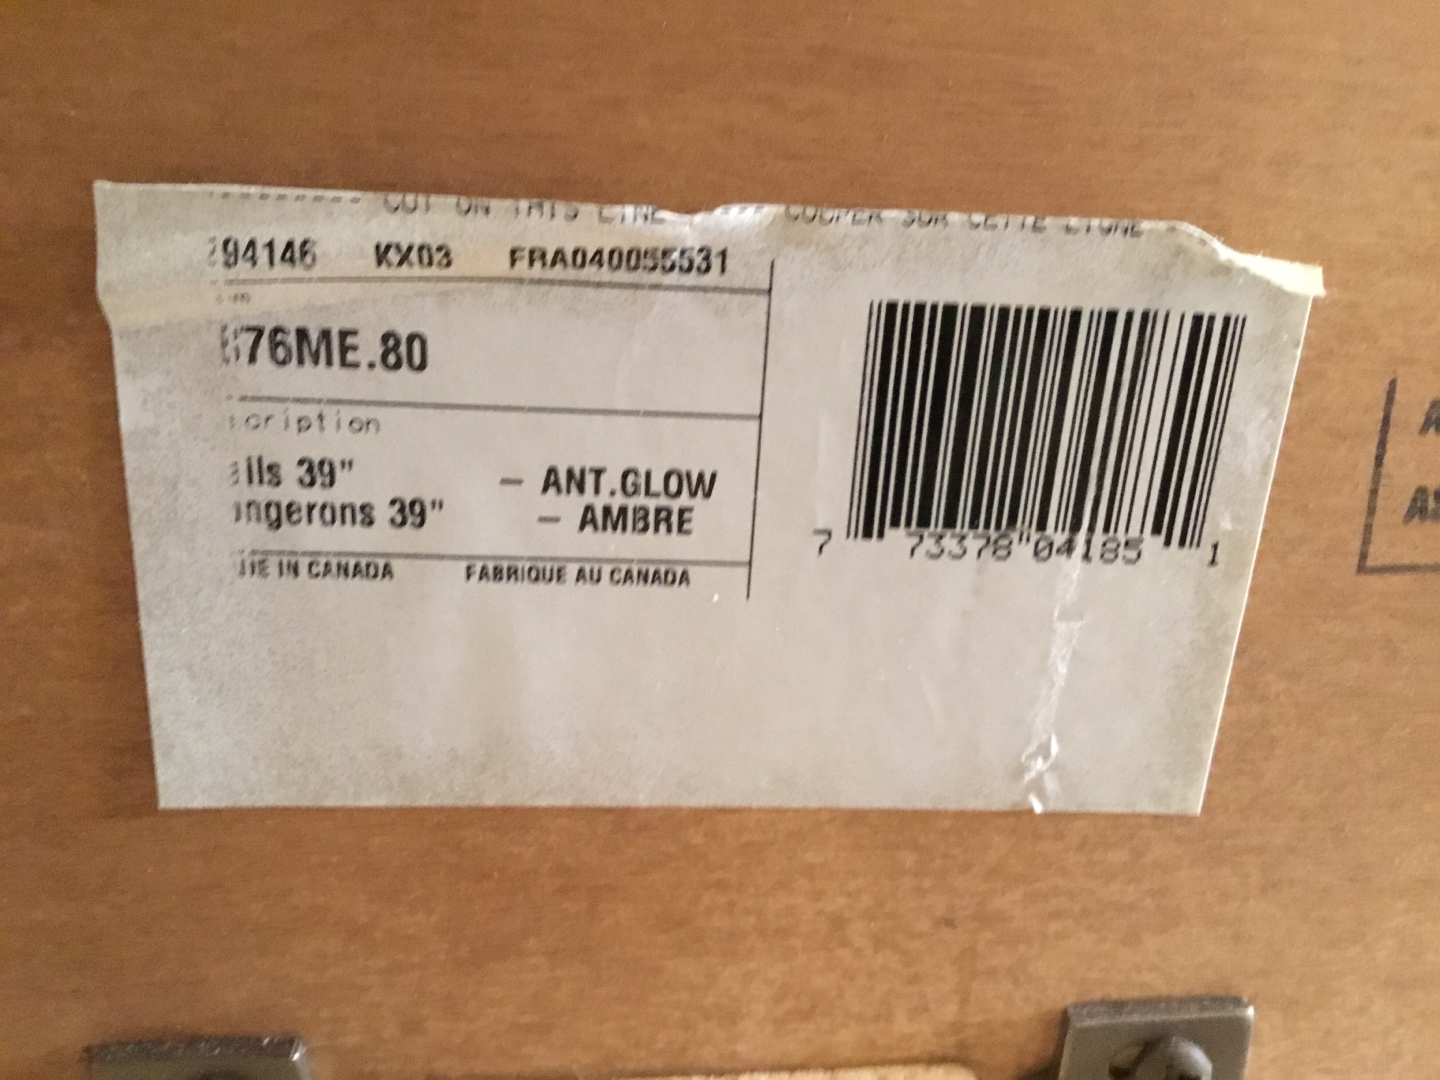 CUT ON THIS LINE ---- COUPER SUR CETTE LIGNE
94146 KX03 FRA040055531
76ME.80
cription
ils 39" - ANT.GLOW
ngerons 39" - AMBRE
IN CANADA FABRIQUE AU CANADA
7 73378 04185 1